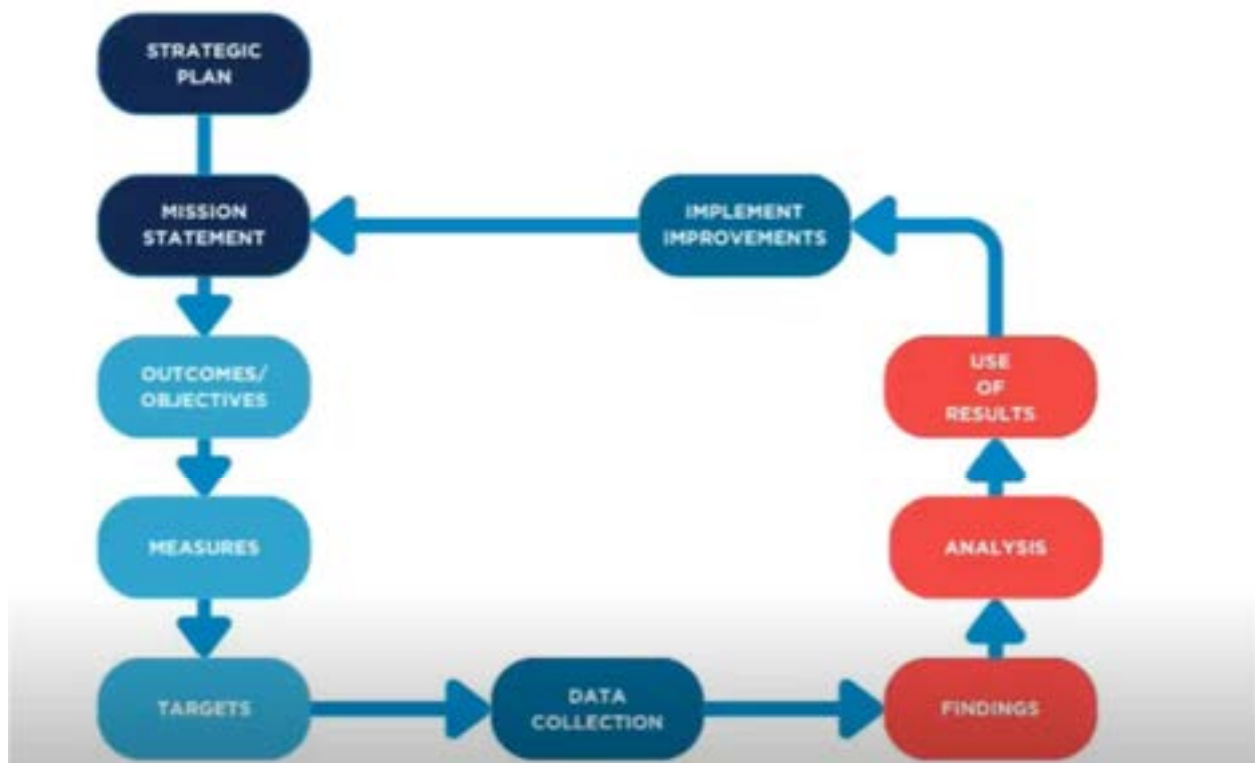 STRATEGIC
PLAN
MISSION
STATEMENT
IMPLEMENT
IMPROVEMENTS
OUTCOMES/
OBJECTIVES
USE
OF
RESULTS
MEASURES
ANALYSIS
TARGETS
DATA
COLLECTION
FINDINGS